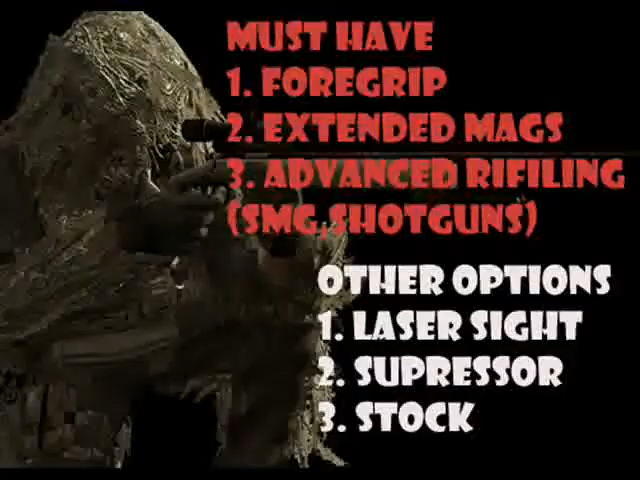 MUST HAVE
1. FOREGRIP
2. EXTENDED MAGS
3. ADVANCED RIFILING
(SMG,SHOTGUNS)
OTHER OPTIONS
1. LASER SIGHT
2. SUPRESSOR
3. STOCK